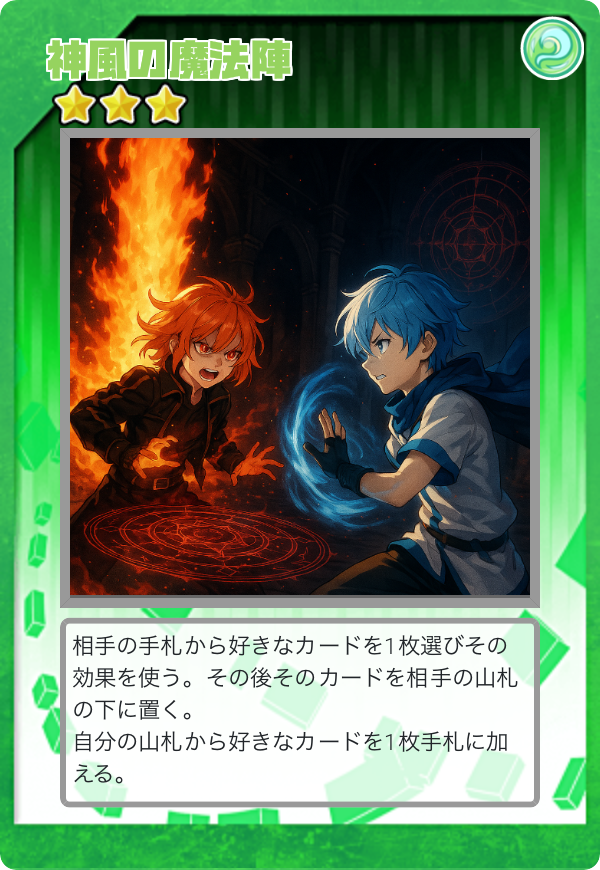 神風の魔法陣
相手の手札から好きなカードを1枚選びその
効果を使う。その後そのカードを相手の山札
の下に置く。
自分の山札から好きなカードを1枚手札に加
える。